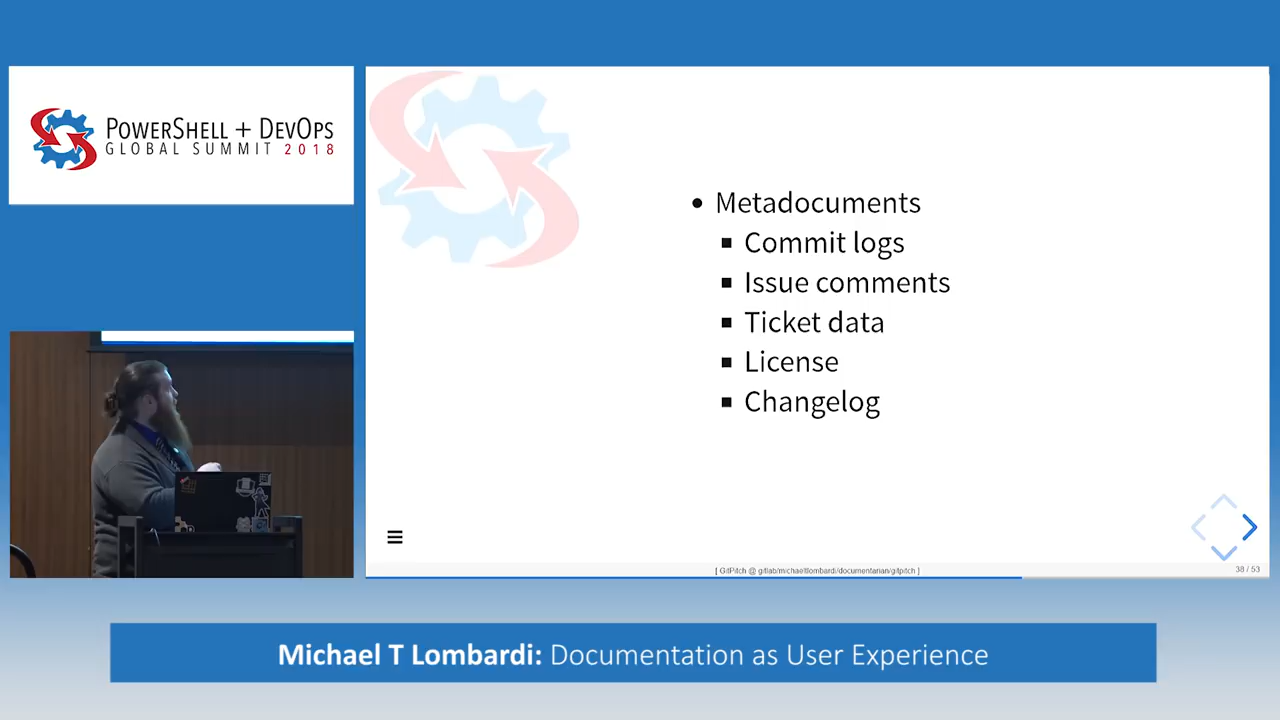 POWERSHELL + DEVOPS
GLOBAL SUMMIT 2018
Metadocuments
Commit logs
Issue comments
Ticket data
License
Changelog
[ GitPitch @ gitlab/michaeltlombardi/documentarian/gitpitch ]
38 / 53
Michael T Lombardi: Documentation as User Experience